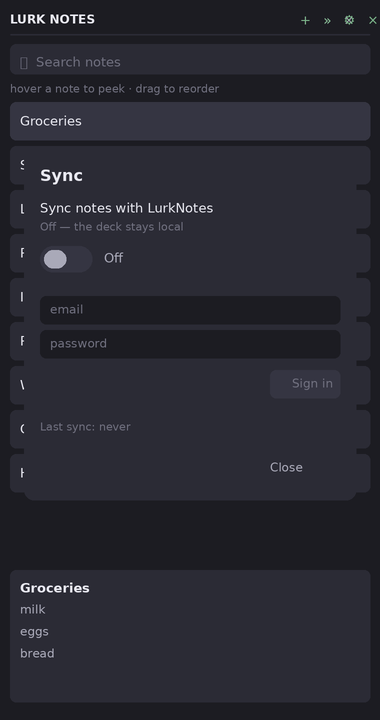 LURK NOTES + » ⚙ ×
Search notes
hover a note to peek · drag to reorder
Groceries
Sync
Sync notes with LurkNotes
Off — the deck stays local
Off
email
password
Sign in
Last sync: never
Close
Groceries
milk
eggs
bread